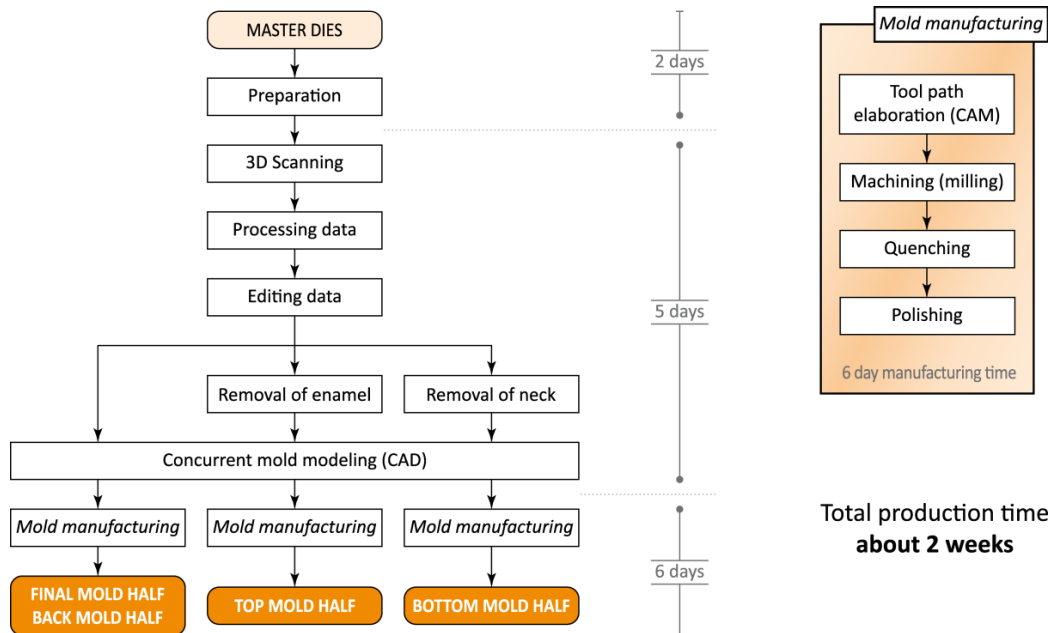 MASTER DIES
Preparation
3D Scanning
Processing data
Editing data
Removal of enamel
Removal of neck
Concurrent mold modeling (CAD)
Mold manufacturing
Mold manufacturing
Mold manufacturing
FINAL MOLD HALF
BACK MOLD HALF
TOP MOLD HALF
BOTTOM MOLD HALF
2 days
5 days
6 days
Mold manufacturing
Tool path
elaboration (CAM)
Machining (milling)
Quenching
Polishing
6 day manufacturing time
Total production time
about 2 weeks